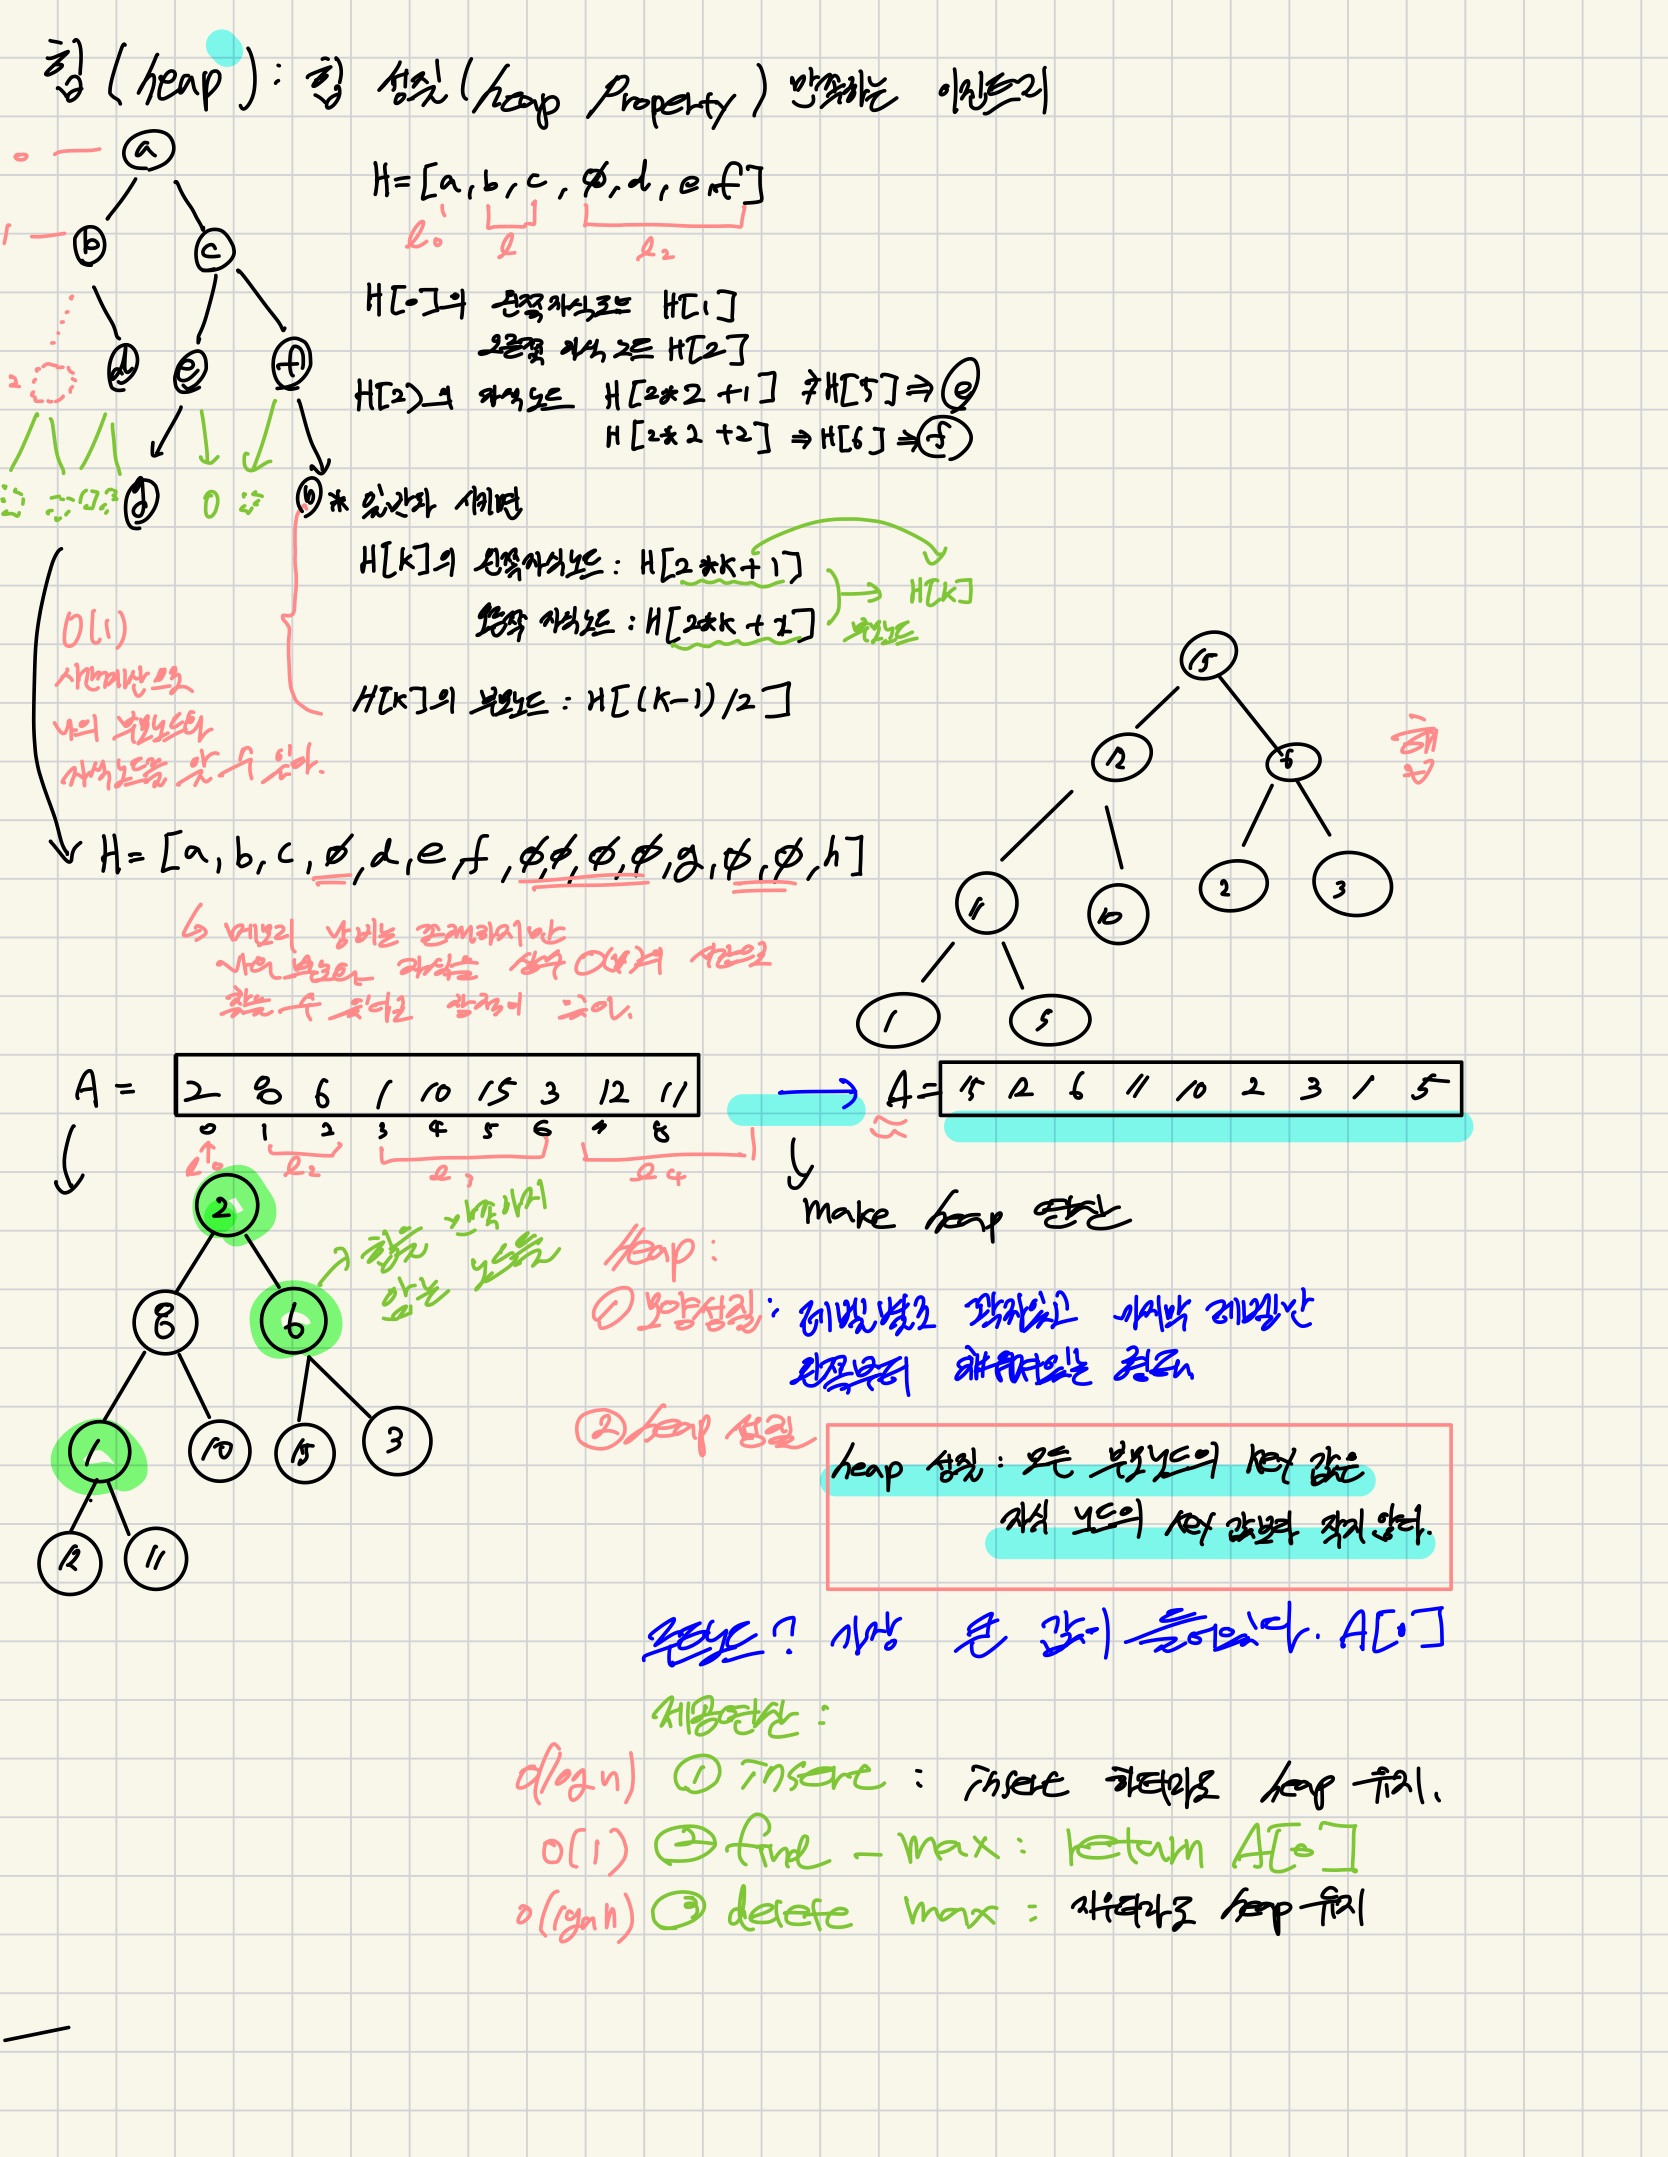 힙 (heap) : 힙 성질 (heap Property) 만족하는 이진트리
0
a
1
b
c
2
d
e
f
H = [a, b, c, ∅, d, e, f]
l₀ l l₂
H[0]의 왼쪽자식노드 H[1]
오른쪽 자식 노드 H[2]
H[2]의 자식노드 H[2*2+1] ⇒ H[5] ⇒ e
H[2*2+2] ⇒ H[6] ⇒ f
* 일반화 시키면
H[k]의 왼쪽자식노드 : H[2*k+1]
오른쪽 자식노드 : H[2*k+2]
→ H[k]
부모노드
H[k]의 부모노드 : H[(k-1)/2]
O(1)
시간계산으로
나의 부모노드와
자식노드를 알 수 있다.
H = [a, b, c, ∅, d, e, f, ∅, ∅, ∅, ∅, g, ∅, ∅, h]
↳ 메모리 낭비는 존재하지만
나의 부모와 자식을 상수 시간으로
찾을 수 있다고 장점이 있어.
15
12
6
11
10
2
3
1
5
A = 2 8 6 1 10 15 3 12 11
0 1 2 3 4 5 6 7 8
l₀ l₂ l₃ l₄
→ A = 15 12 6 11 10 2 3 1 5
make heap 연산
2
8
6
→ 힙을 만족하지
않는 노드들
1
10
15
3
12
11
heap :
① 모양성질 : 레벨별로 꽉차있고 마지막 레벨만
왼쪽부터 채워져있는 형태
② heap 성질
heap 성질 : 모든 부모노드의 key 값은
자식 노드의 key 값보다 작지 않다.
루트노드? 가장 큰 값이 들어있다. A[0]
제공연산 :
O(log n) ① insert : insert 하더라도 heap 유지.
O(1) ② find - max : return A[0]
O(log n) ③ delete max : 지우더라도 heap 유지